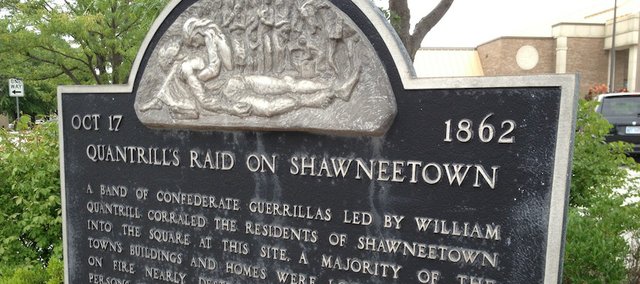 WAY
OCT 17
1862
QUANTRILL'S RAID ON SHAWNEETOWN
A BAND OF CONFEDERATE GUERRILLAS LED BY WILLIAM
QUANTRILL CORRALED THE RESIDENTS OF SHAWNEETOWN
INTO THE SQUARE AT THIS SITE. A MAJORITY OF THE
TOWN'S BUILDINGS AND HOMES WERE
ON FIRE NEARLY